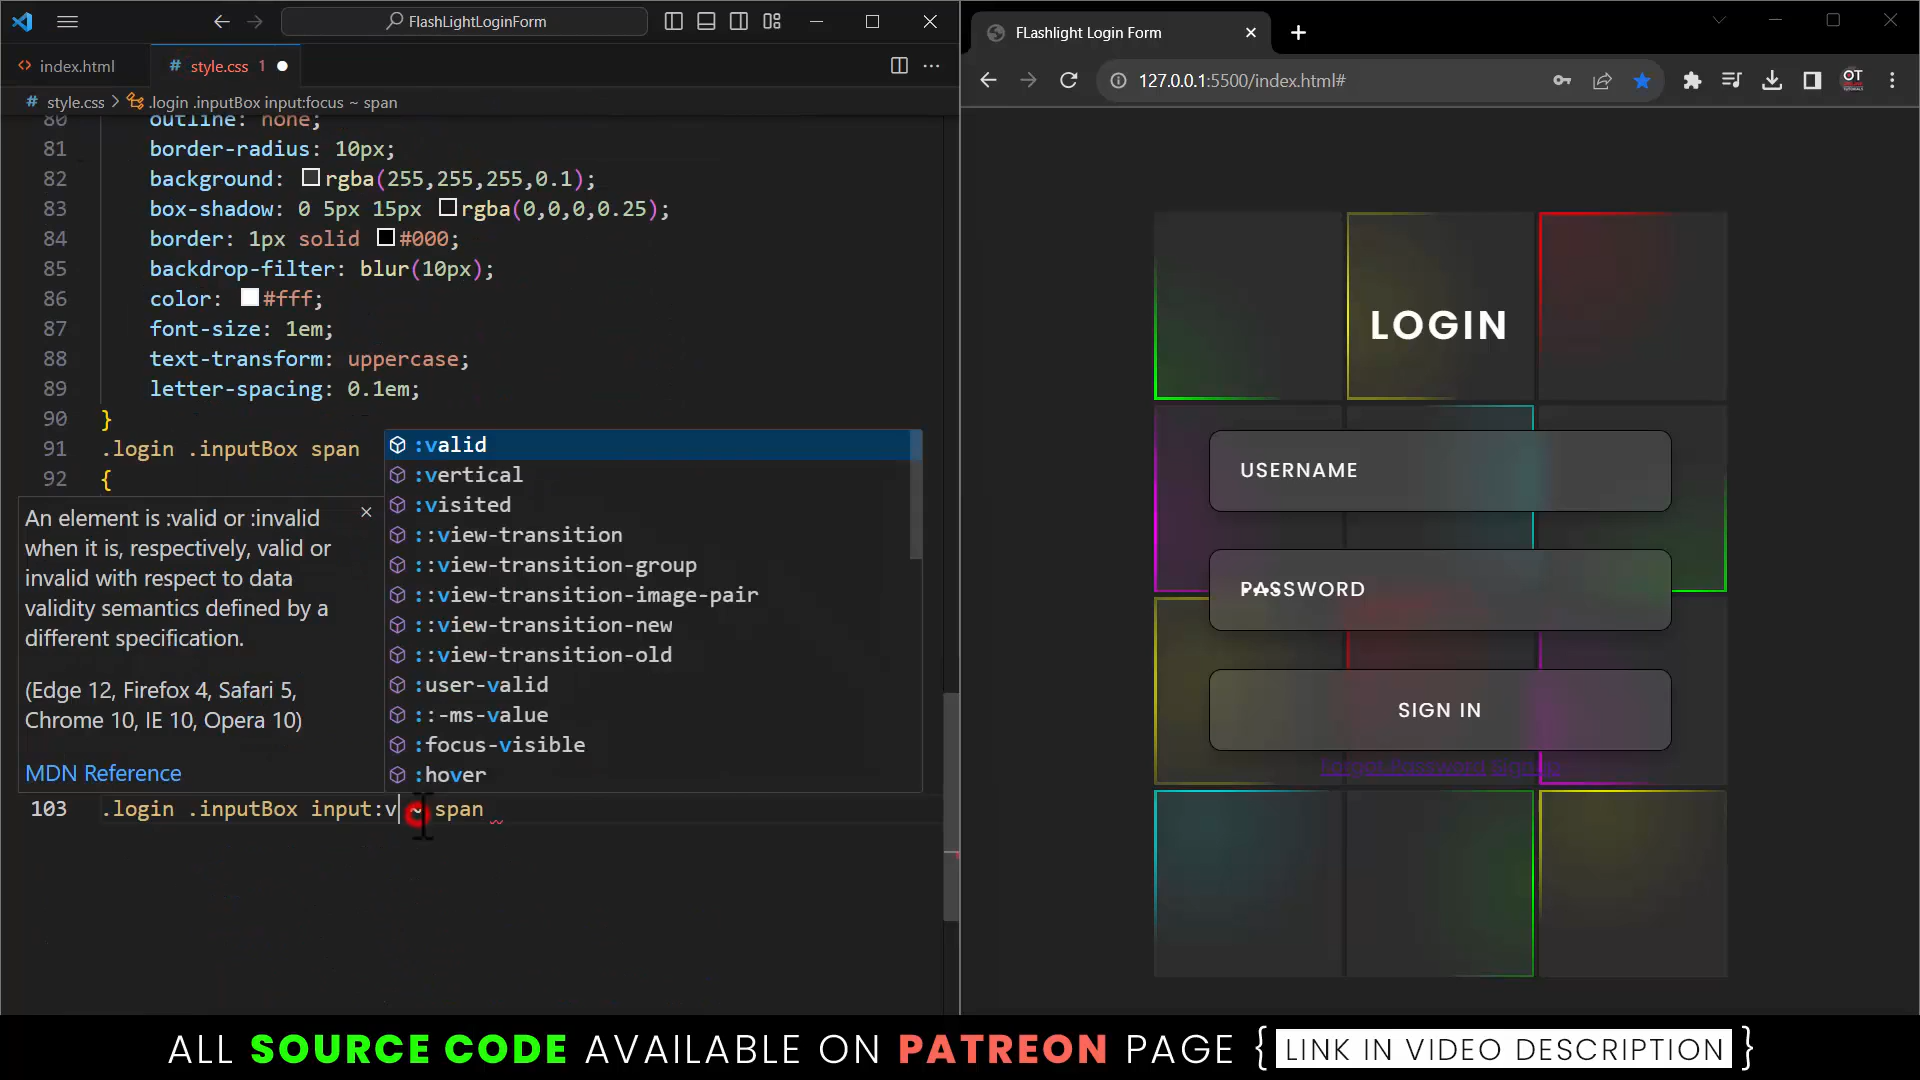 FlashLightLoginForm
index.html
# style.css 1
# style.css > .login .inputBox input:focus ~ span
80 outline: none;
81 border-radius: 10px;
82 background: rgba(255,255,255,0.1);
83 box-shadow: 0 5px 15px rgba(0,0,0,0.25);
84 border: 1px solid #000;
85 backdrop-filter: blur(10px);
86 color: #fff;
87 font-size: 1em;
88 text-transform: uppercase;
89 letter-spacing: 0.1em;
90 }
91 .login .inputBox span
92 {
:valid
:vertical
:visited
::view-transition
::view-transition-group
::view-transition-image-pair
::view-transition-new
::view-transition-old
:user-valid
::-ms-value
:focus-visible
:hover
An element is :valid or :invalid
when it is, respectively, valid or
invalid with respect to data
validity semantics defined by a
different specification.
(Edge 12, Firefox 4, Safari 5,
Chrome 10, IE 10, Opera 10)
MDN Reference
103 .login .inputBox input:v ~ span
FLashlight Login Form
127.0.0.1:5500/index.html#
OT
LOGIN
USERNAME
PASSWORD
SIGN IN
Forgot Password Signup
ALL SOURCE CODE AVAILABLE ON PATREON PAGE { LINK IN VIDEO DESCRIPTION }